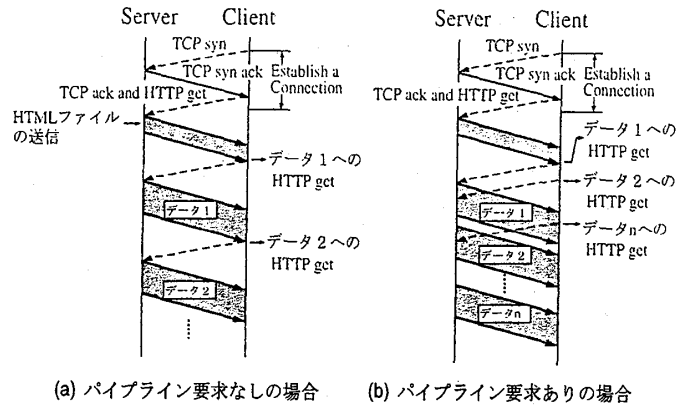 Server Client
TCP syn
TCP syn ack
Establish a
Connection
TCP ack and HTTP get
HTMLファイル
の送信
データ1への
HTTP get
データ1
データ2への
HTTP get
データ2
(a) パイプライン要求なしの場合
Server Client
TCP syn
TCP syn ack
Establish a
Connection
TCP ack and HTTP get
データ1への
HTTP get
データ2への
HTTP get
データ1
データnへの
HTTP get
データ2
データn
(b) パイプライン要求ありの場合